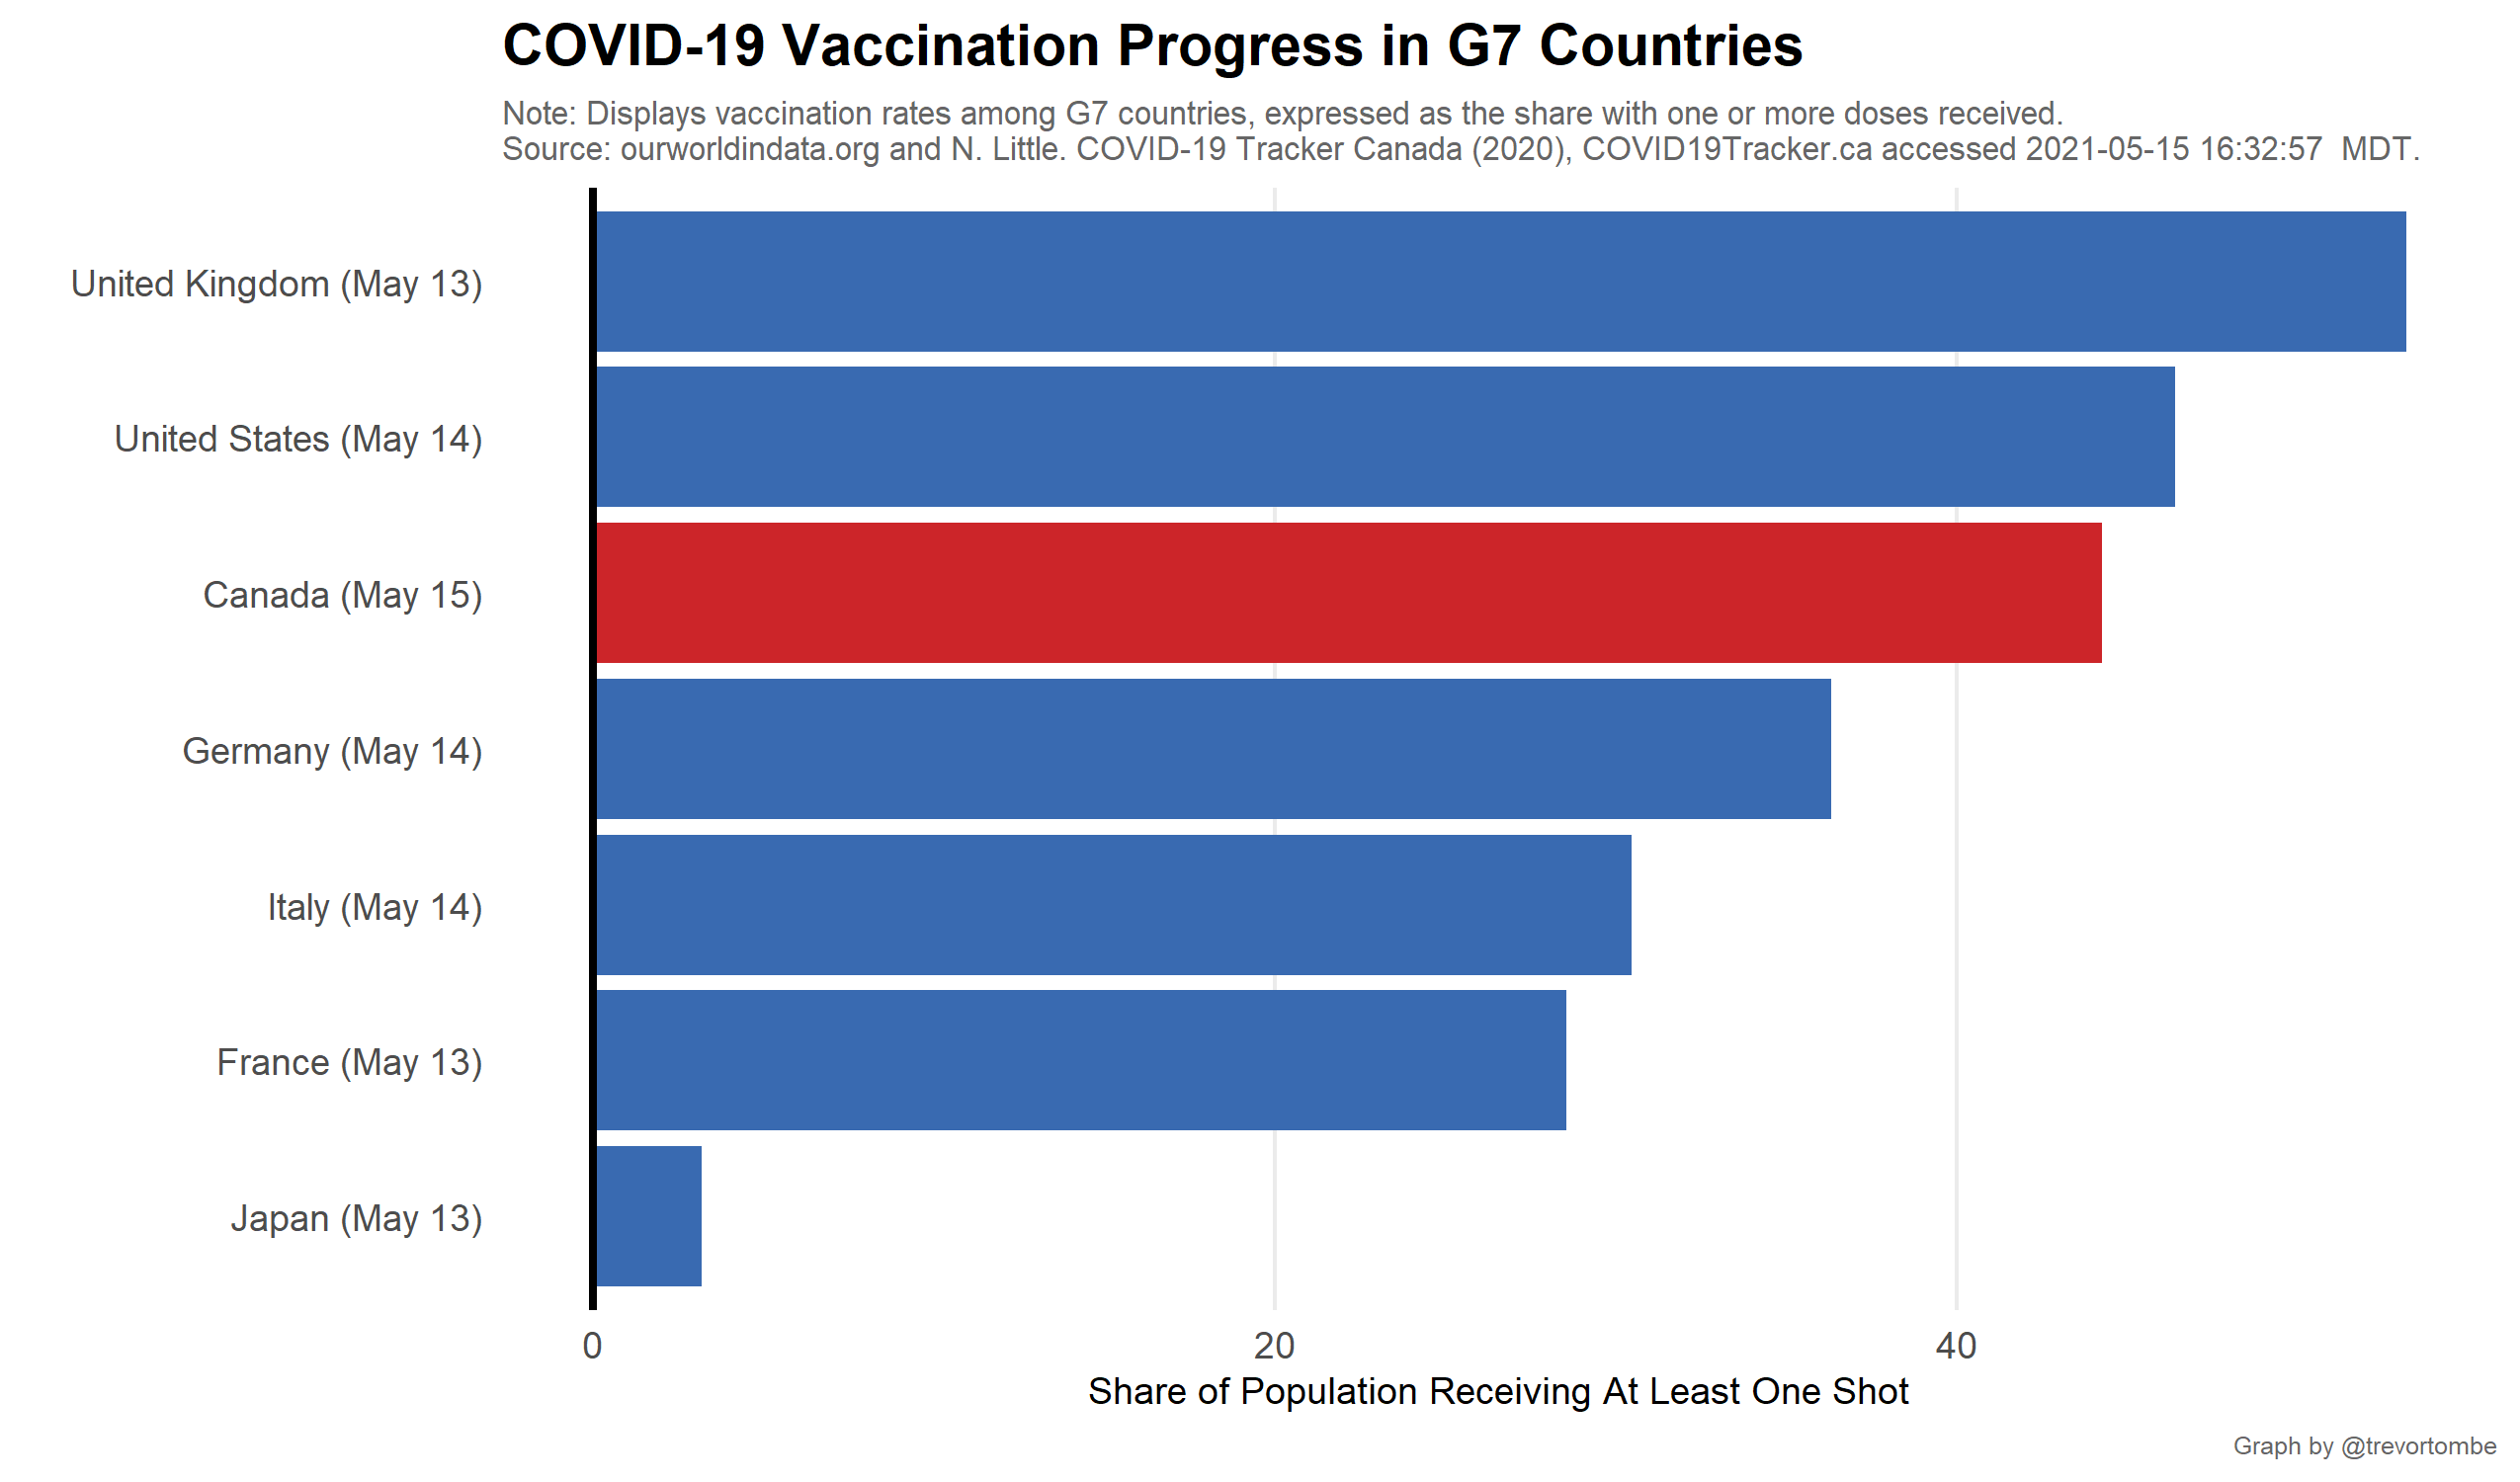 COVID-19 Vaccination Progress in G7 Countries
Note: Displays vaccination rates among G7 countries, expressed as the share with one or more doses received.
Source: ourworldindata.org and N. Little. COVID-19 Tracker Canada (2020), COVID19Tracker.ca accessed 2021-05-15 16:32:57  MDT.
United Kingdom (May 13)
United States (May 14)
Canada (May 15)
Germany (May 14)
Italy (May 14)
France (May 13)
Japan (May 13)
0 20 40
Share of Population Receiving At Least One Shot
Graph by @trevortombe